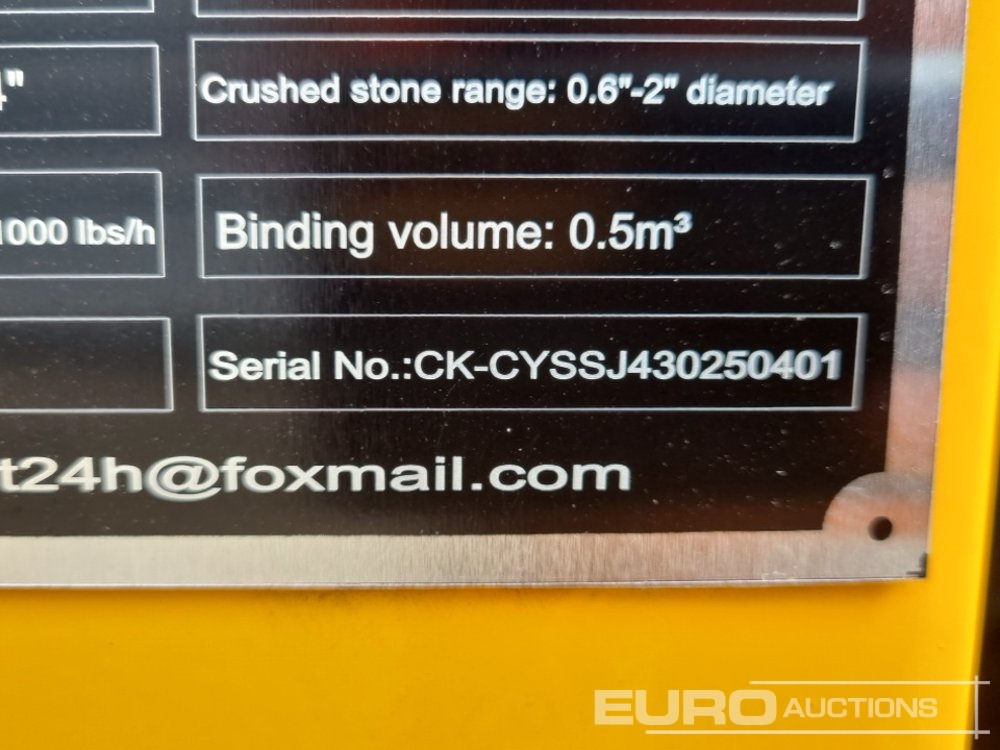 4"
Crushed stone range: 0.6"-2" diameter
1000 lbs/h
Binding volume: 0.5m³
Serial No.:CK-CYSSJ430250401
t24h@foxmail.com
EURO AUCTIONS